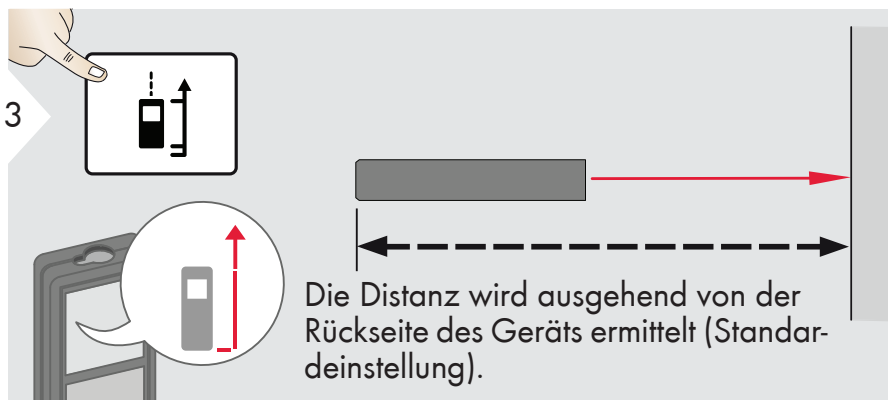 3
Die Distanz wird ausgehend von der
Rückseite des Geräts ermittelt (Standar-
deinstellung).